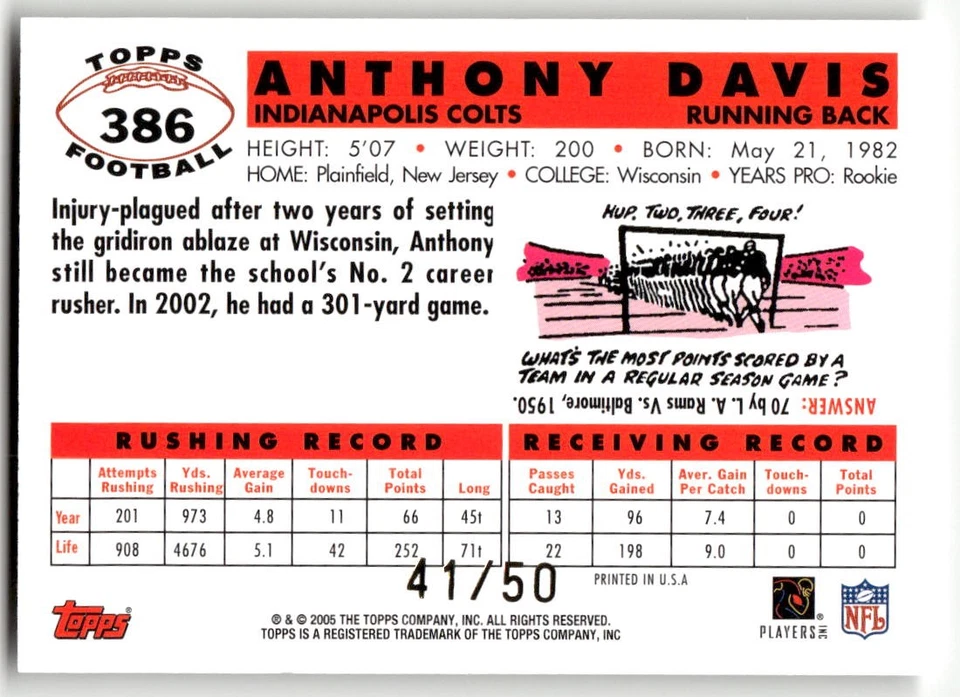 TOPPS
386
FOOTBALL
ANTHONY DAVIS
INDIANAPOLIS COLTS RUNNING BACK
HEIGHT: 5'07 • WEIGHT: 200 • BORN: May 21, 1982
HOME: Plainfield, New Jersey • COLLEGE: Wisconsin • YEARS PRO: Rookie
Injury-plagued after two years of setting
the gridiron ablaze at Wisconsin, Anthony
still became the school's No. 2 career
rusher. In 2002, he had a 301-yard game.
HUP, TWO, THREE, FOUR!
WHAT'S THE MOST POINTS SCORED BY A
TEAM IN A REGULAR SEASON GAME?
ANSWER: 70 by L. A. Rams Vs. Baltimore, 1950.
RUSHING RECORD
Attempts Rushing Yds. Rushing Average Gain Touch-downs Total Points Long
Year 201 973 4.8 11 66 45t
Life 908 4676 5.1 42 252 71t
RECEIVING RECORD
Passes Caught Yds. Gained Aver. Gain Per Catch Touch-downs Total Points
13 96 7.4 0 0
22 198 9.0 0 0
41/50
PRINTED IN U.S.A
topps®
® & © 2005 THE TOPPS COMPANY, INC. ALL RIGHTS RESERVED.
TOPPS IS A REGISTERED TRADEMARK OF THE TOPPS COMPANY, INC
PLAYERS INC ®
NFL